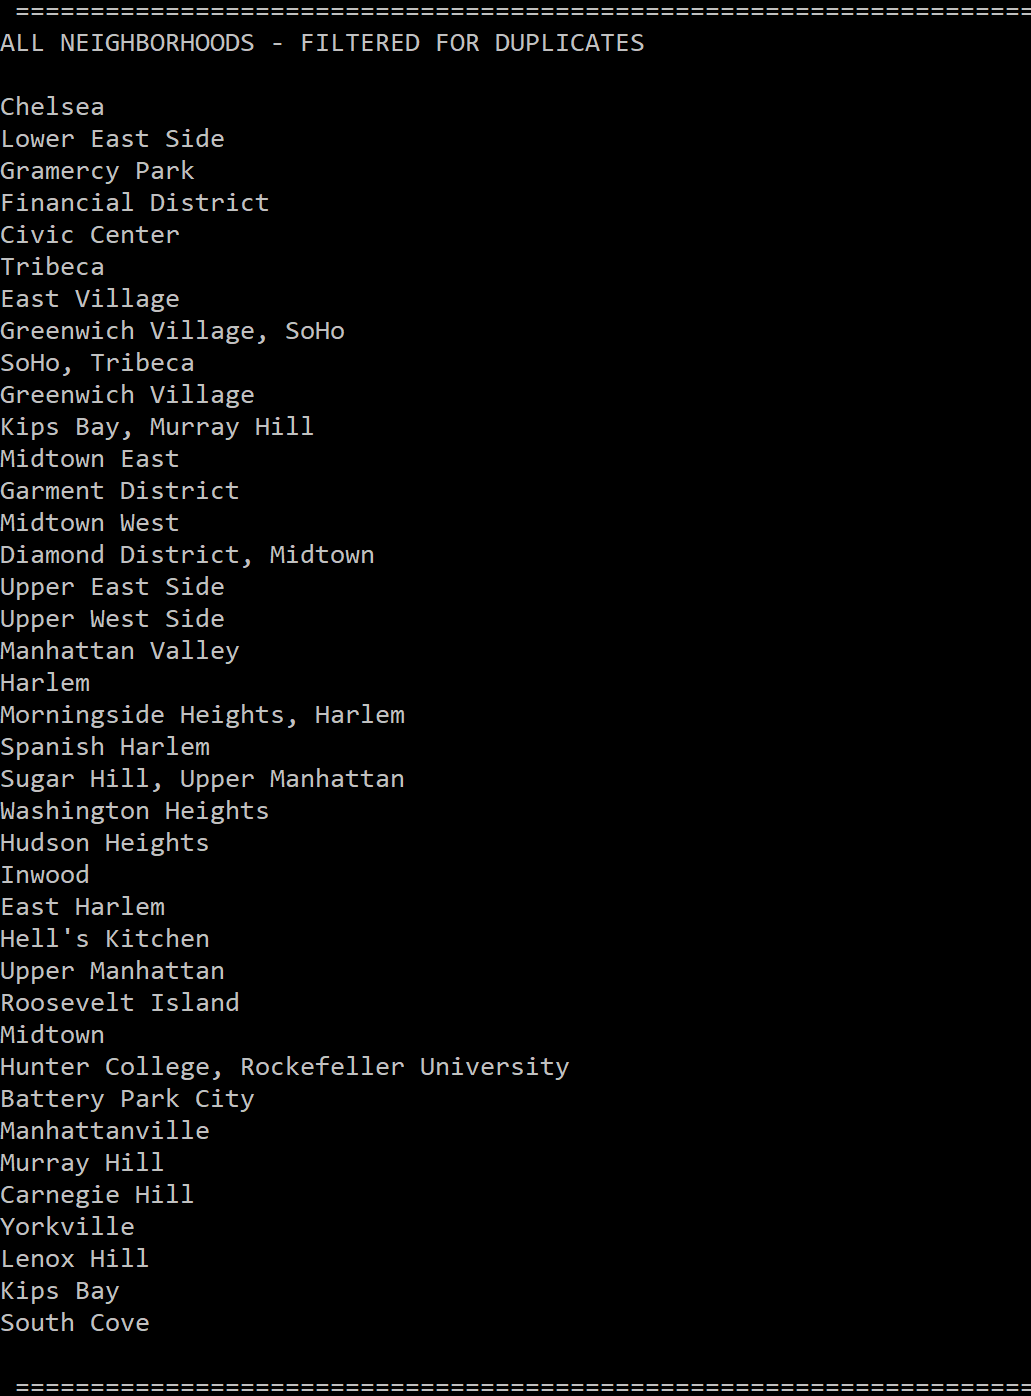 =====================================================================
ALL NEIGHBORHOODS - FILTERED FOR DUPLICATES
Chelsea
Lower East Side
Gramercy Park
Financial District
Civic Center
Tribeca
East Village
Greenwich Village, SoHo
SoHo, Tribeca
Greenwich Village
Kips Bay, Murray Hill
Midtown East
Garment District
Midtown West
Diamond District, Midtown
Upper East Side
Upper West Side
Manhattan Valley
Harlem
Morningside Heights, Harlem
Spanish Harlem
Sugar Hill, Upper Manhattan
Washington Heights
Hudson Heights
Inwood
East Harlem
Hell's Kitchen
Upper Manhattan
Roosevelt Island
Midtown
Hunter College, Rockefeller University
Battery Park City
Manhattanville
Murray Hill
Carnegie Hill
Yorkville
Lenox Hill
Kips Bay
South Cove
=====================================================================